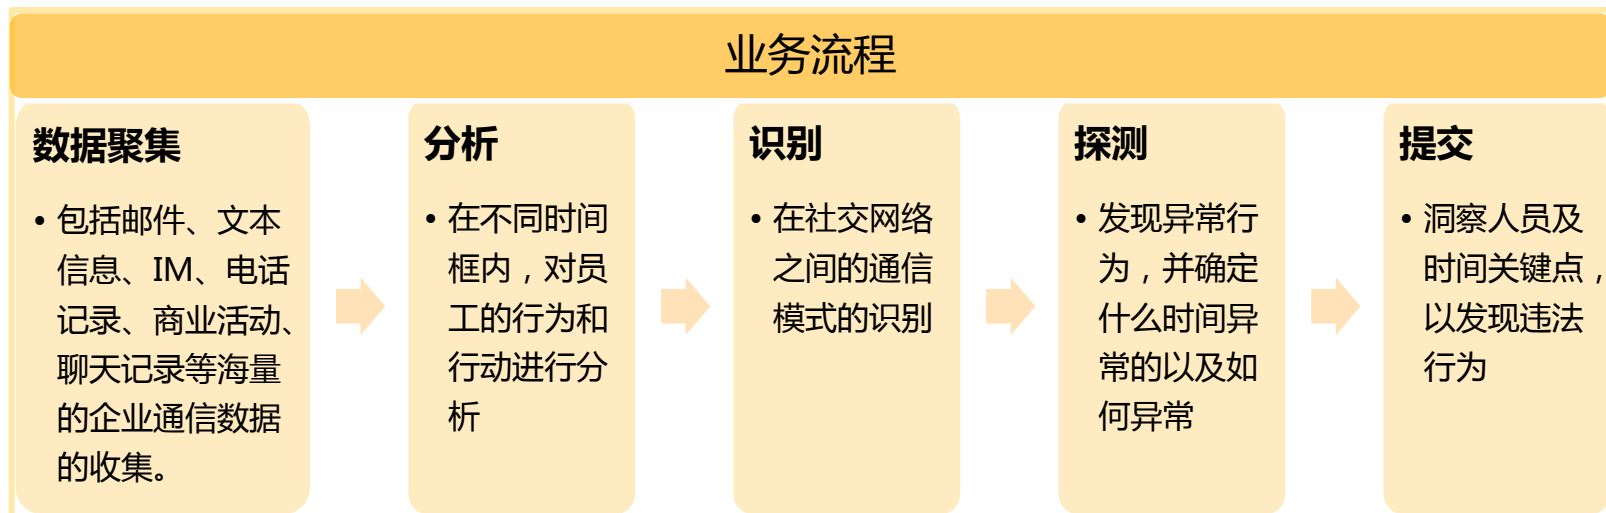 业务流程
数据聚集
• 包括邮件、文本
信息、IM、电话
记录、商业活动、
聊天记录等海量
的企业通信数据
的收集。
分析
• 在不同时间
框内，对员
工的行为和
行动进行分
析
识别
• 在社交网络
之间的通信
模式的识别
探测
• 发现异常行
为，并确定
什么时间异
常的以及如
何异常
提交
• 洞察人员及
时间关键点，
以发现违法
行为